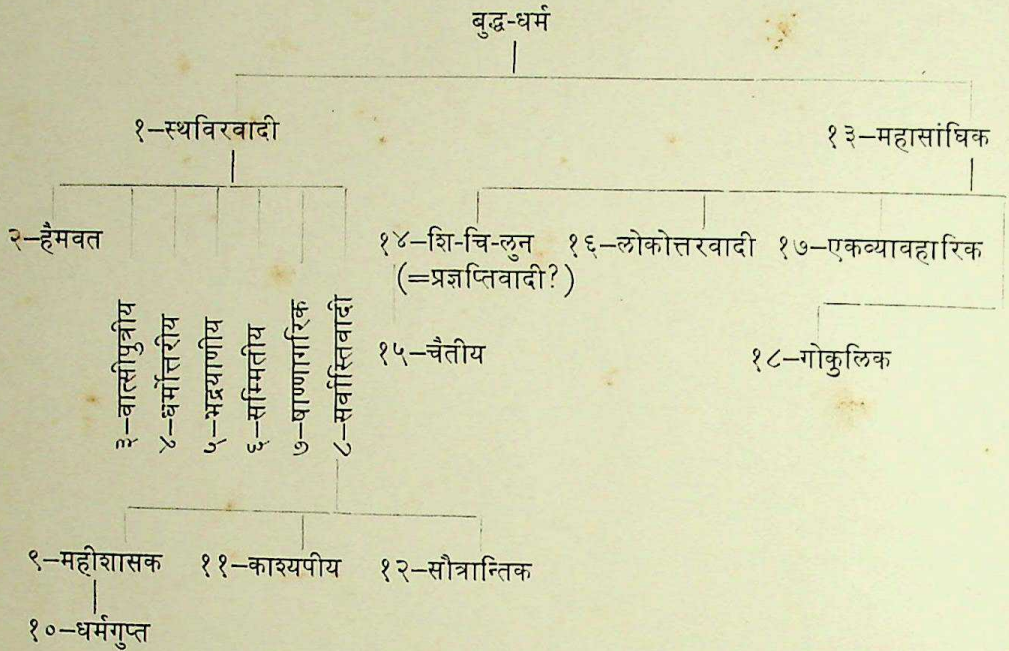 बुद्ध-धर्म
१–स्थविरवादी
१३–महासांघिक
२–हैमवत
१४–शि-चि-लुन
(=प्रज्ञप्तिवादी?)
१६–लोकोत्तरवादी
१७–एकव्यावहारिक
३–वात्सीपुत्रीय
४–धर्मोत्तरीय
५–भद्रयाणीय
६–सम्मितीय
७–षाण्णागरिक
८–सर्वास्तिवादी
१५–चैतीय
१८–गोकुलिक
९–महीशासक
११–काश्यपीय
१२–सौत्रान्तिक
१०–धर्मगुप्त